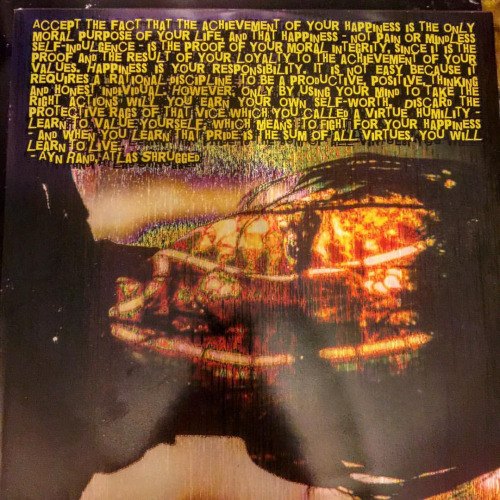 ACCEPT THE FACT THAT THE ACHIEVEMENT OF YOUR HAPPINESS IS THE ONLY
MORAL PURPOSE OF YOUR LIFE, AND THAT HAPPINESS - NOT PAIN OR MINDLESS
SELF-INDULGENCE - IS THE PROOF OF YOUR MORAL INTEGRITY, SINCE IT IS THE
PROOF AND THE RESULT OF YOUR LOYALTY TO THE ACHIEVEMENT OF YOUR
VALUES. HAPPINESS IS YOUR RESPONSIBILITY. IT IS NOT EASY BECAUSE IT
REQUIRES A RATIONAL DISCIPLINE TO BE A PRODUCTIVE, POSITIVE, THINKING
AND HONEST INDIVIDUAL. HOWEVER, ONLY BY USING YOUR MIND TO TAKE THE
RIGHT ACTIONS WILL YOU EARN YOUR OWN SELF-WORTH. DISCARD THE
PROTECTIVE RAGS OF THAT VICE WHICH YOU CALLED A VIRTUE: HUMILITY -
LEARN TO VALUE YOURSELF, WHICH MEANS: TO FIGHT FOR YOUR HAPPINESS
- AND WHEN YOU LEARN THAT PRIDE IS THE SUM OF ALL VIRTUES, YOU WILL
LEARN TO LIVE.
- AYN RAND, ATLAS SHRUGGED